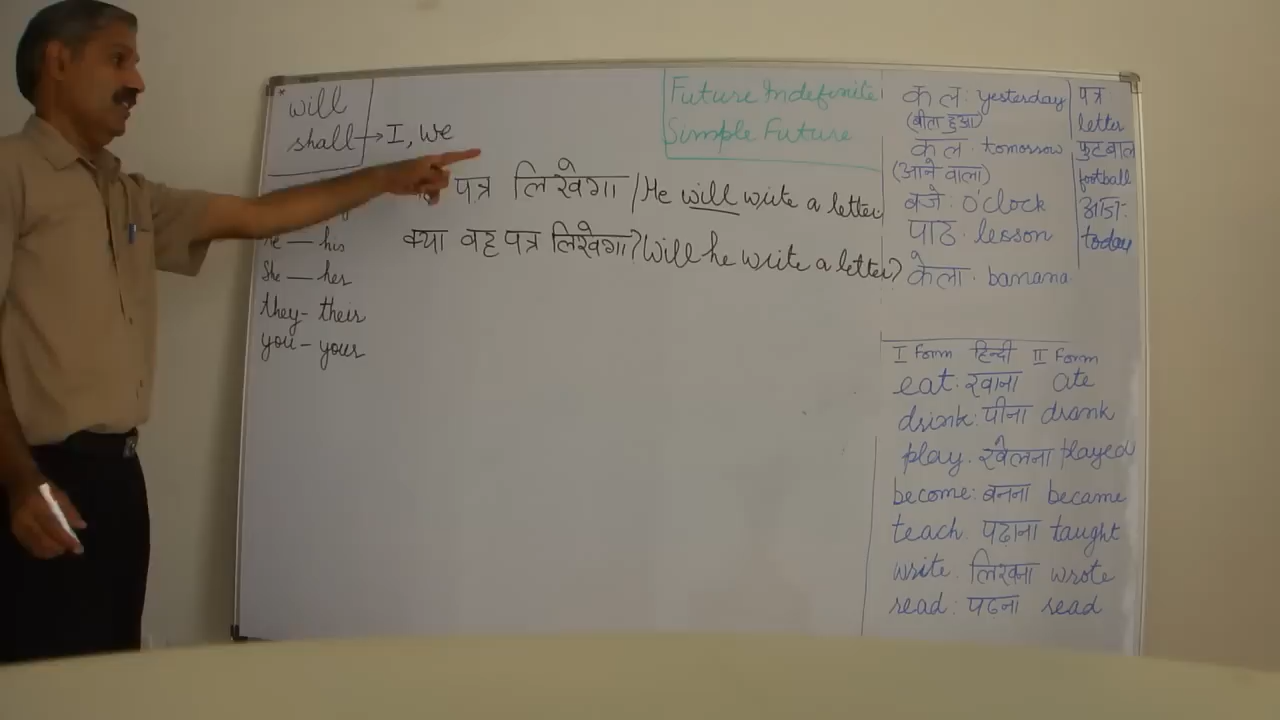 will
shall → I, we
Future Indefinite
Simple Future
पत्र लिखेगा / He will write a letter
क्या वह पत्र लिखेगा? / Will he write a letter?
he — his
She — her
they - their
you - your
कल : yesterday
(बीता हुआ)
कल . tomorrow
(आने वाला)
बजे : o'clock
पाठ . lesson
केला . banana
पत्र
letter
फुटबाल
football
आज :
today
I Form हिन्दी II Form
eat . खाना ate
drink : पीना drank
play . खेलना played
become : बनना became
teach . पढ़ाना taught
write . लिखना wrote
read : पढ़ना read